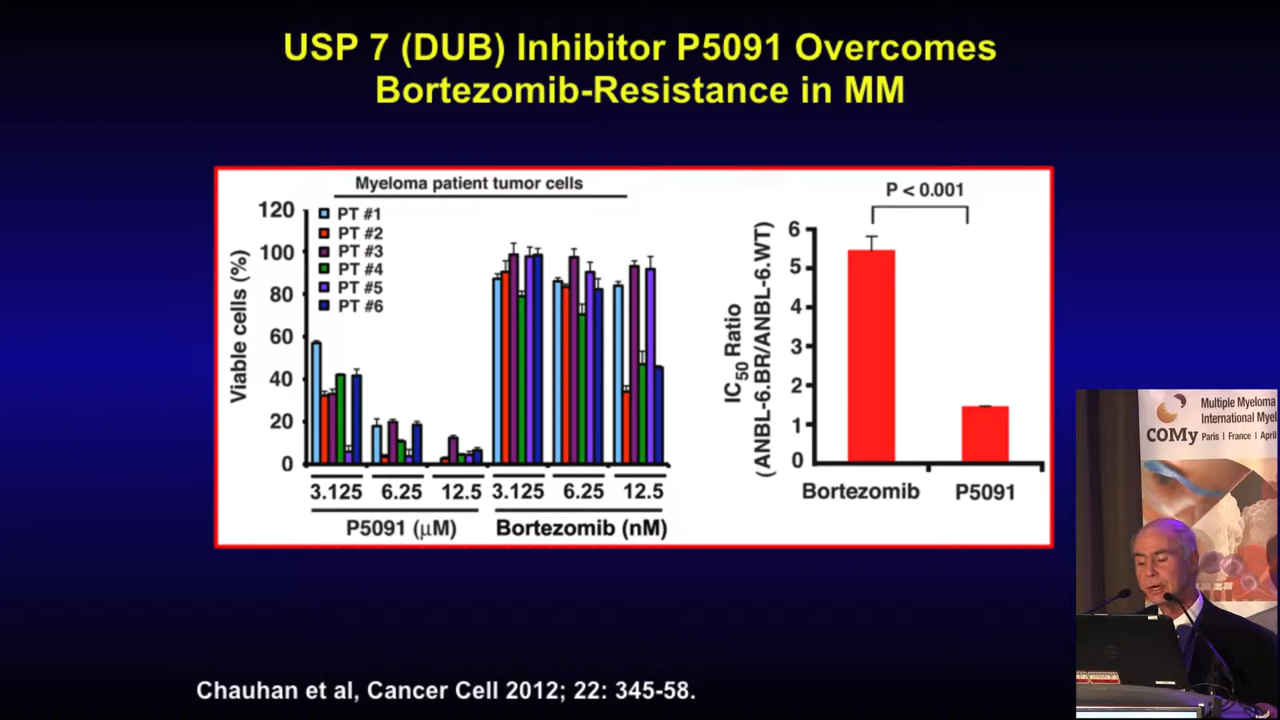 USP 7 (DUB) Inhibitor P5091 Overcomes
Bortezomib-Resistance in MM
Myeloma patient tumor cells
PT #1
PT #2
PT #3
PT #4
PT #5
PT #6
Viable cells (%)
120
100
80
60
40
20
0
3.125 6.25 12.5 3.125 6.25 12.5
P5091 (μM) Bortezomib (nM)
P < 0.001
IC50 Ratio
(ANBL-6.BR/ANBL-6.WT)
6
5
4
3
2
1
0
Bortezomib P5091
Multiple Myeloma
International Myel
COMy Paris | France | April
Chauhan et al, Cancer Cell 2012; 22: 345-58.